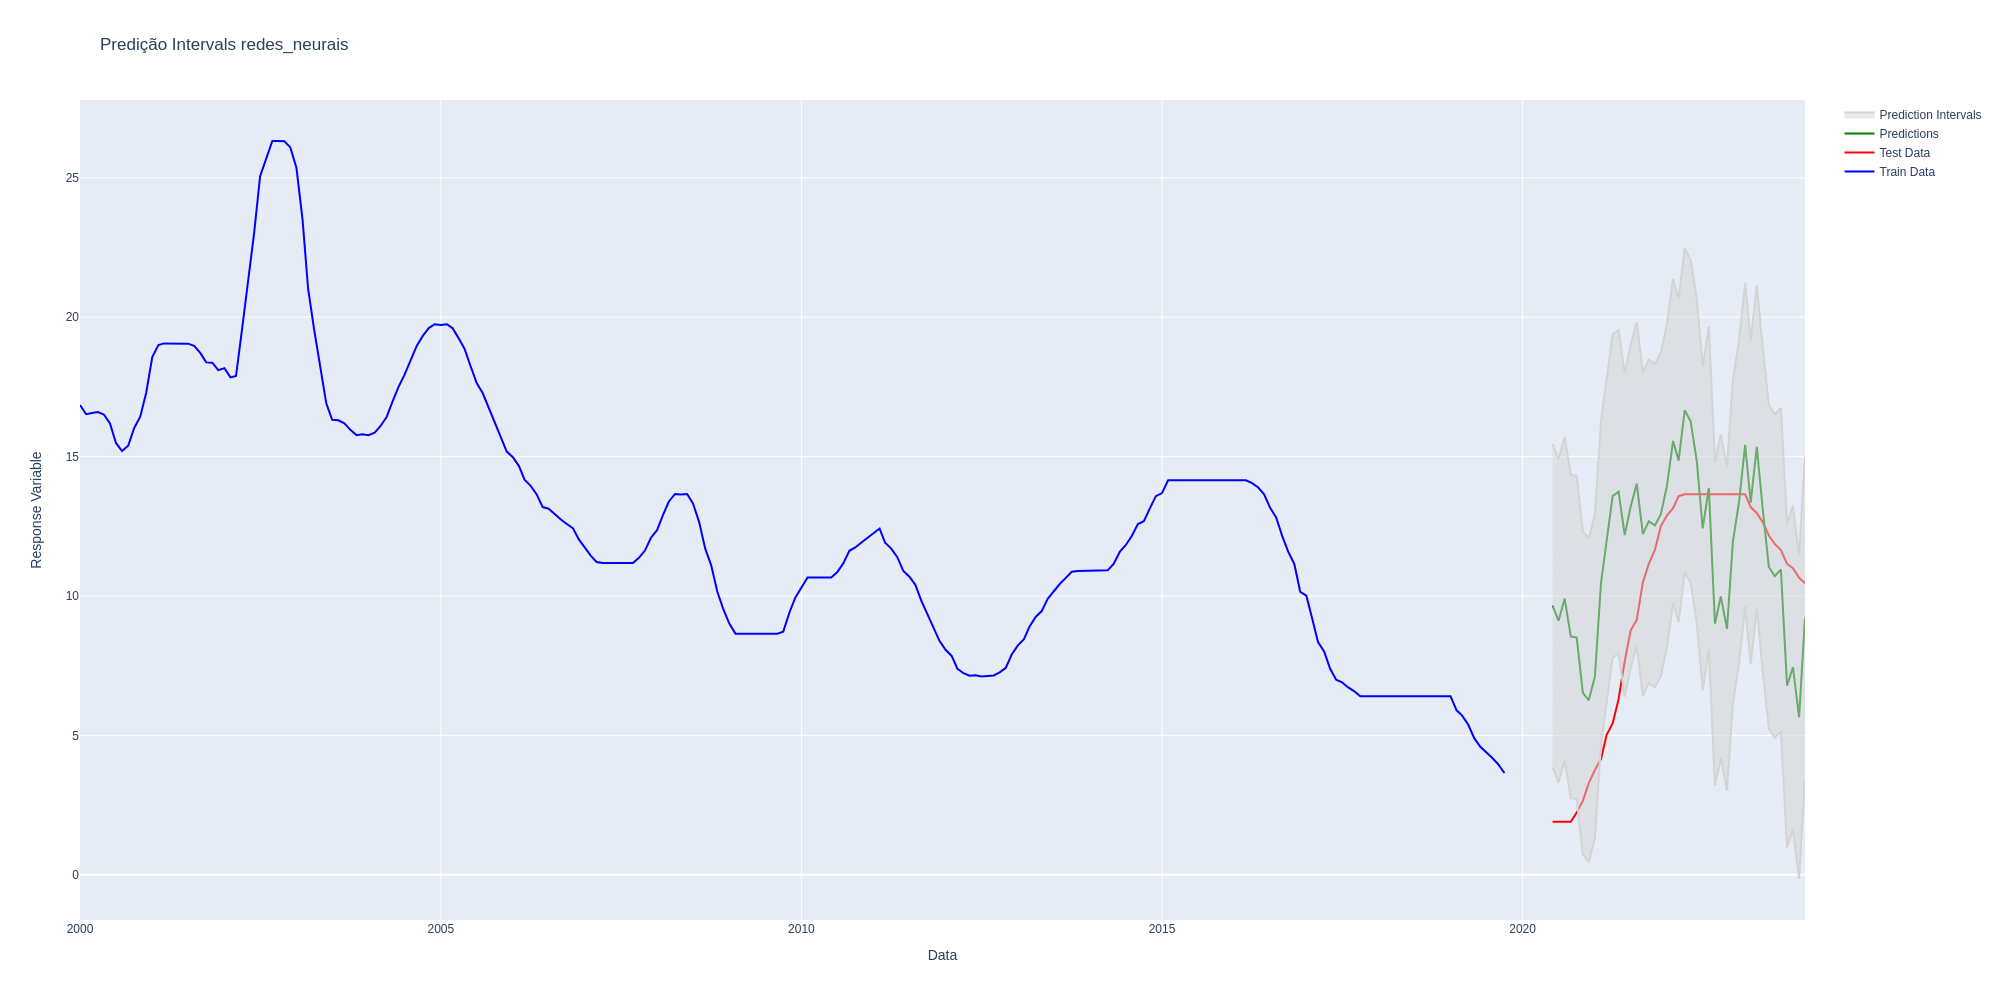 Predição Intervals redes_neurais
Prediction Intervals
Predictions
Test Data
Train Data
Response Variable
25
20
15
10
5
0
2000
2005
2010
2015
2020
Data